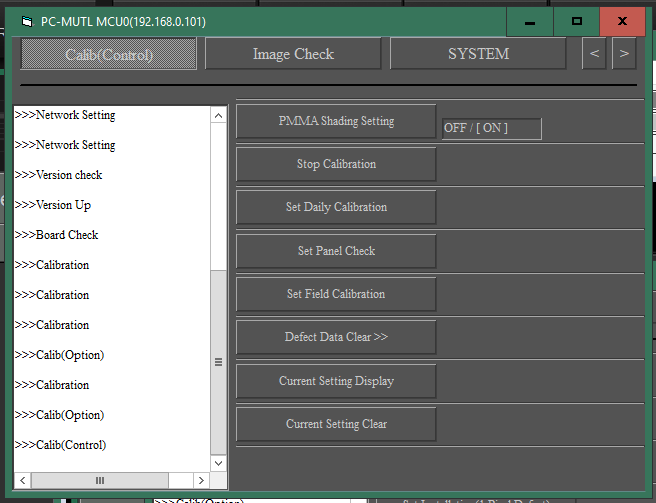 PC-MUTL MCU0(192.168.0.101)
Calib(Control)
Image Check
SYSTEM
<
>
>>>Network Setting
>>>Network Setting
>>>Version check
>>>Version Up
>>>Board Check
>>>Calibration
>>>Calibration
>>>Calibration
>>>Calib(Option)
>>>Calibration
>>>Calib(Option)
>>>Calib(Control)
PMMA Shading Setting
OFF / [ ON ]
Stop Calibration
Set Daily Calibration
Set Panel Check
Set Field Calibration
Defect Data Clear >>
Current Setting Display
Current Setting Clear